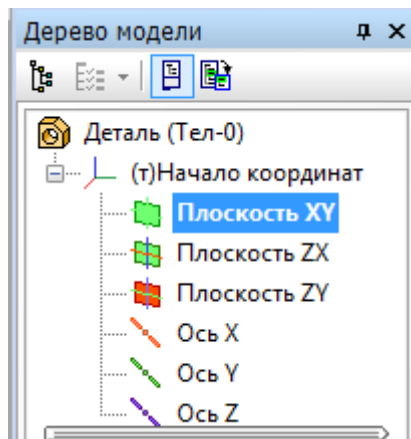 Дерево модели
Деталь (Тел-0)
(т)Начало координат
Плоскость XY
Плоскость ZX
Плоскость ZY
Ось X
Ось Y
Ось Z